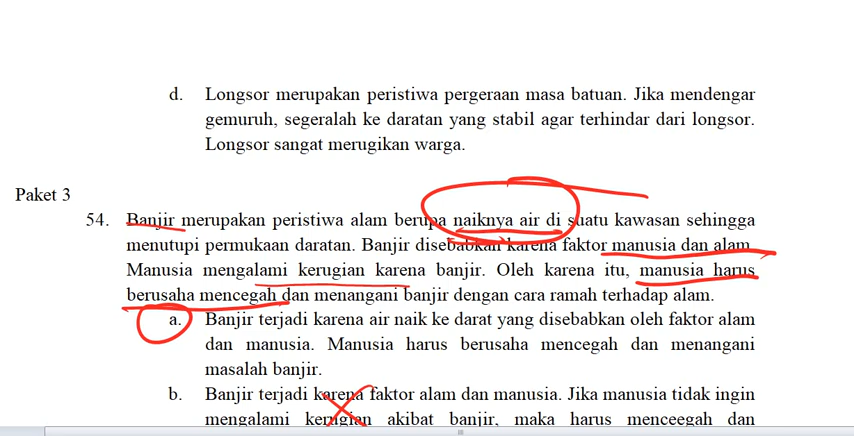 d. Longsor merupakan peristiwa pergeraan masa batuan. Jika mendengar
gemuruh, segeralah ke daratan yang stabil agar terhindar dari longsor.
Longsor sangat merugikan warga.
Paket 3
54. Banjir merupakan peristiwa alam berupa naiknya air di suatu kawasan sehingga
menutupi permukaan daratan. Banjir disebabkan karena faktor manusia dan alam.
Manusia mengalami kerugian karena banjir. Oleh karena itu, manusia harus
berusaha mencegah dan menangani banjir dengan cara ramah terhadap alam.
a. Banjir terjadi karena air naik ke darat yang disebabkan oleh faktor alam
dan manusia. Manusia harus berusaha mencegah dan menangani
masalah banjir.
b. Banjir terjadi karena faktor alam dan manusia. Jika manusia tidak ingin
mengalami kerugian akibat banjir, maka harus menceegah dan